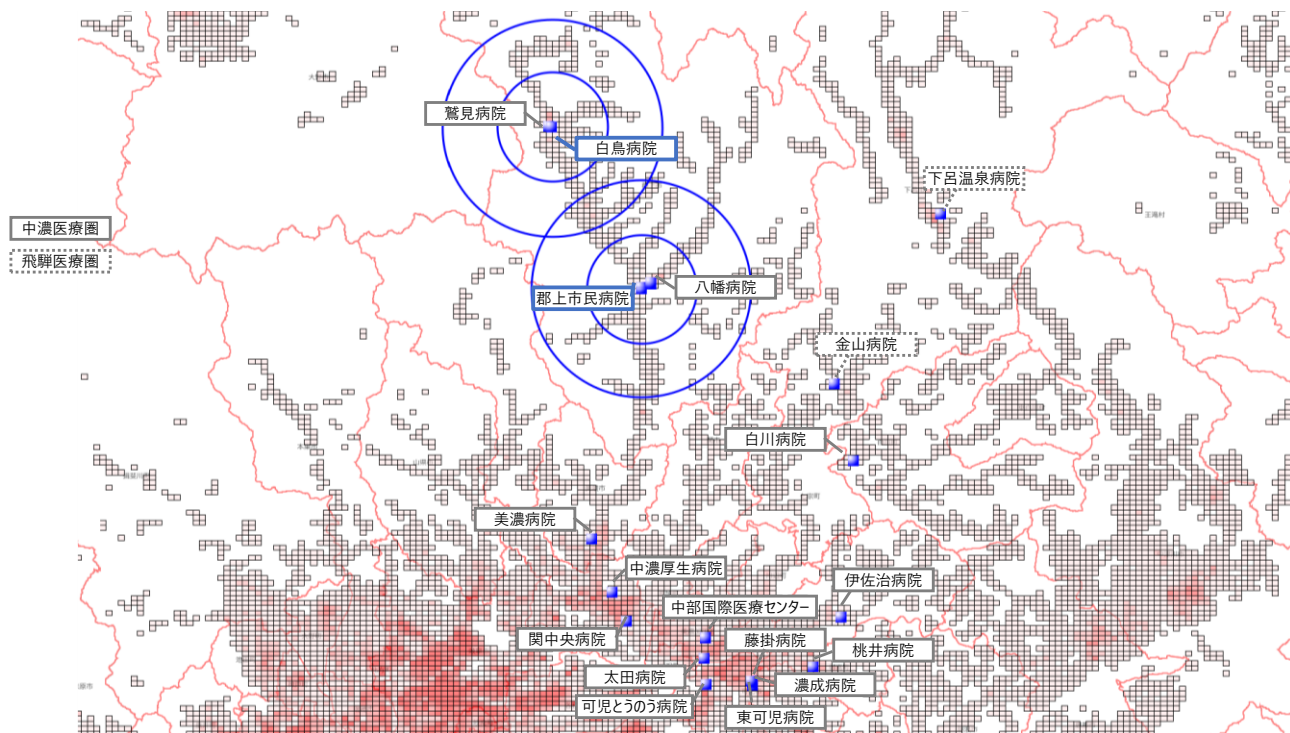 鷲見病院
白鳥病院
下呂温泉病院
王滝村
中濃医療圏
飛騨医療圏
郡上市民病院
八幡病院
金山病院
白川病院
美濃病院
中濃厚生病院
中部国際医療センター
伊佐治病院
関中央病院
藤掛病院
桃井病院
太田病院
濃成病院
可児とうのう病院
東可児病院